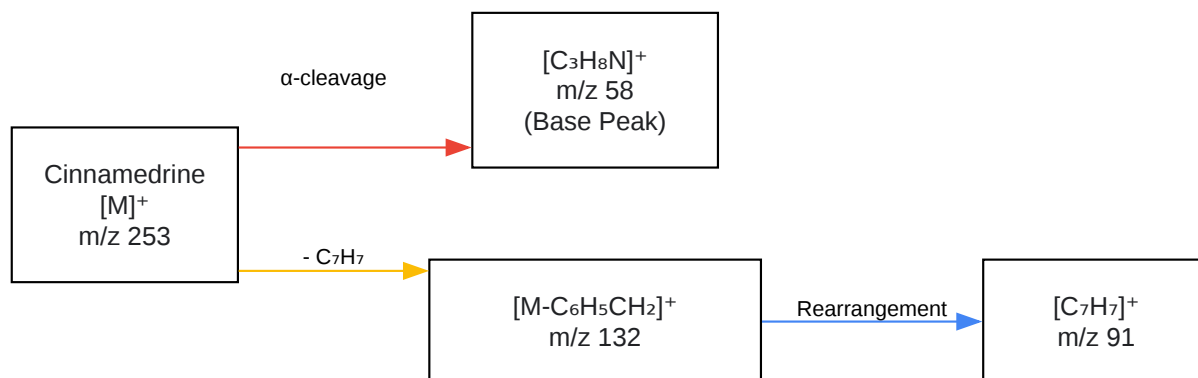 [C₃H₈N]⁺
m/z 58
(Base Peak)
α-cleavage
Cinnamedrine
[M]⁺
m/z 253
- C₇H₇
[M-C₆H₅CH₂]⁺
m/z 132
Rearrangement
[C₇H₇]⁺
m/z 91